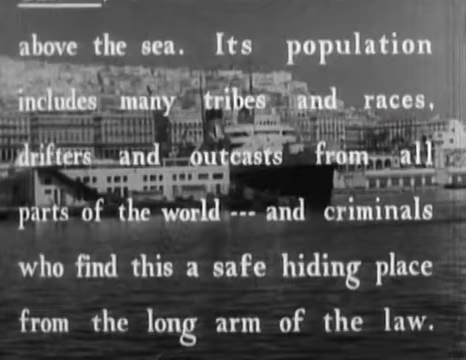 above the sea. Its population
includes many tribes and races,
drifters and outcasts from all
parts of the world --- and criminals
who find this a safe hiding place
from the long arm of the law.